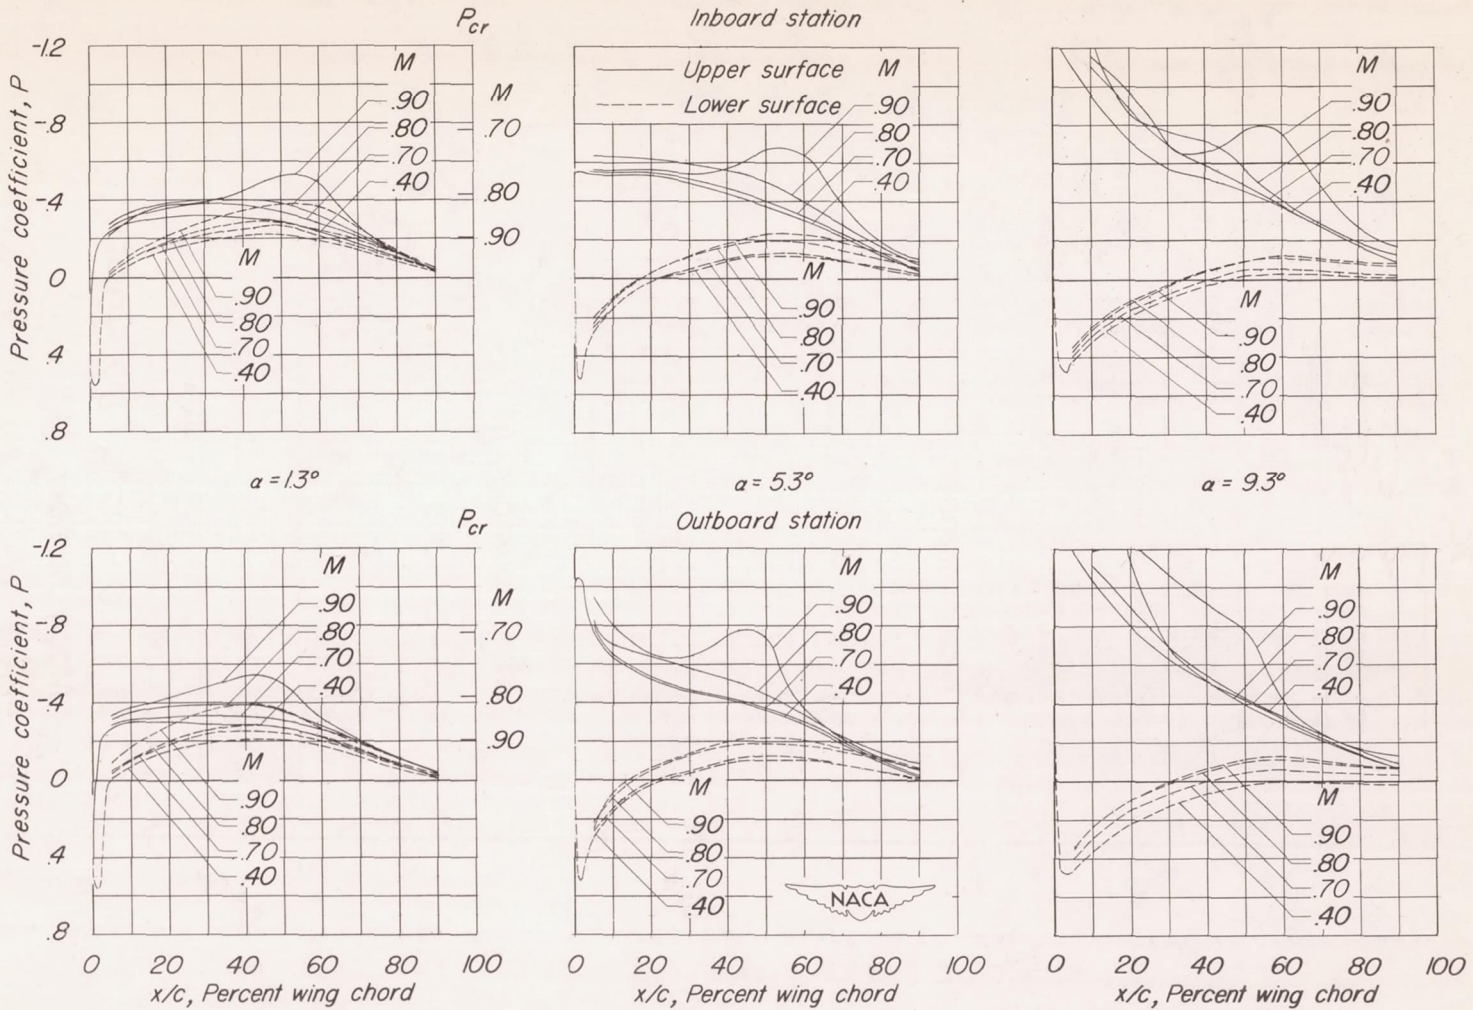 Inboard station
P_cr
-1.2
-.8
-.4
0
.4
.8
Pressure coefficient, P
M
.90
.80
.70
.40
M
.70
.80
.90
M
.90
.80
.70
.40
Upper surface
Lower surface
M
.90
.80
.70
.40
M
.90
.80
.70
.40
M
.90
.80
.70
.40
M
.90
.80
.70
.40
α = 1.3°
α = 5.3°
α = 9.3°
Outboard station
P_cr
-1.2
-.8
-.4
0
.4
.8
Pressure coefficient, P
M
.90
.80
.70
.40
M
.70
.80
.90
M
.90
.80
.70
.40
M
.90
.80
.70
.40
M
.90
.80
.70
.40
NACA
M
.90
.80
.70
.40
M
.90
.80
.70
.40
0 20 40 60 80 100
0 20 40 60 80 100
20 40 60 80 100
x/c, Percent wing chord
x/c, Percent wing chord
x/c, Percent wing chord